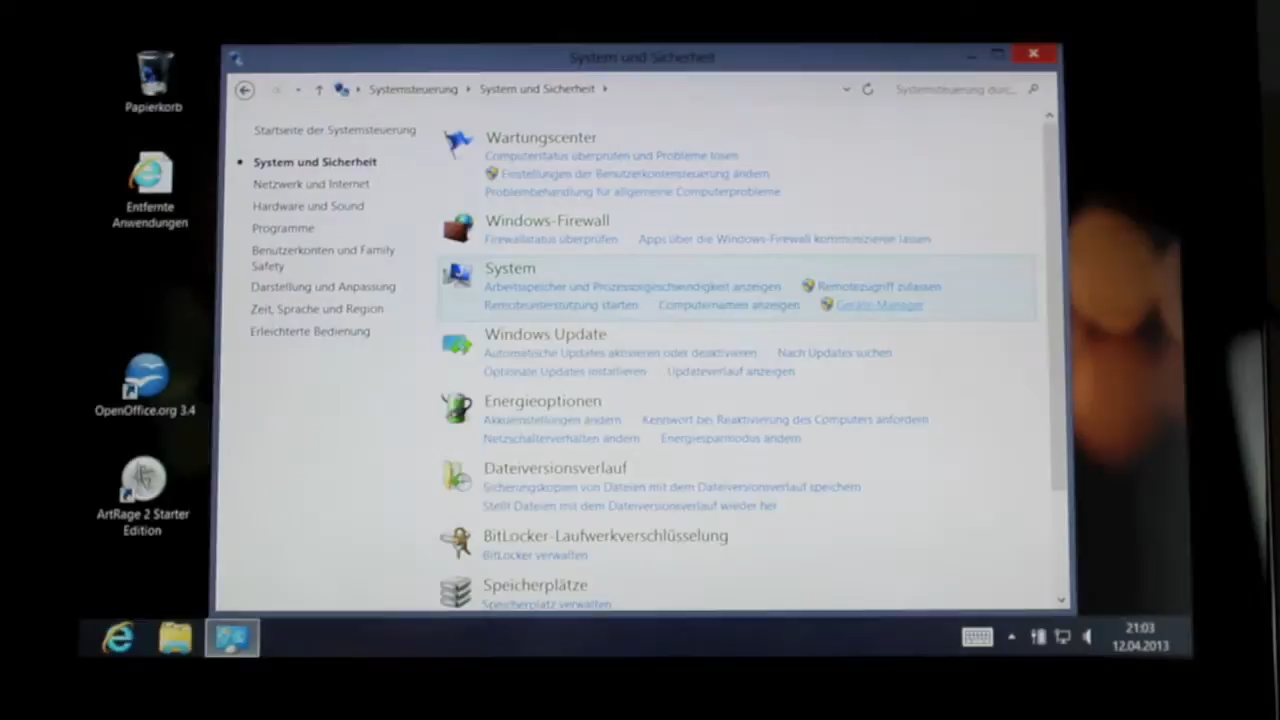 System und Sicherheit
Systemsteuerung
System und Sicherheit
Systemsteuerung durc...
Papierkorb
Entfernte
Anwendungen
OpenOffice.org 3.4
ArtRage 2 Starter
Edition
Startseite der Systemsteuerung
System und Sicherheit
Netzwerk und Internet
Hardware und Sound
Programme
Benutzerkonten und Family
Safety
Darstellung und Anpassung
Zeit, Sprache und Region
Erleichterte Bedienung
Wartungscenter
Computerstatus überprüfen und Probleme lösen
Einstellungen der Benutzerkontensteuerung ändern
Problembehandlung für allgemeine Computerprobleme
Windows-Firewall
Firewallstatus überprüfen Apps über die Windows-Firewall kommunizieren lassen
System
Arbeitsspeicher und Prozessorgeschwindigkeit anzeigen Remotezugriff zulassen
Remoteunterstützung starten Computernamen anzeigen Geräte-Manager
Windows Update
Automatische Updates aktivieren oder deaktivieren Nach Updates suchen
Optionale Updates installieren Updateverlauf anzeigen
Energieoptionen
Akkueinstellungen ändern Kennwort bei Reaktivierung des Computers anfordern
Netzschalterverhalten ändern Energiesparmodus ändern
Dateiversionsverlauf
Sicherungskopien von Dateien mit dem Dateiversionsverlauf speichern
Stellt Dateien mit dem Dateiversionsverlauf wieder her
BitLocker-Laufwerkverschlüsselung
BitLocker verwalten
Speicherplätze
Speicherplatz verwalten
21:03
12.04.2013